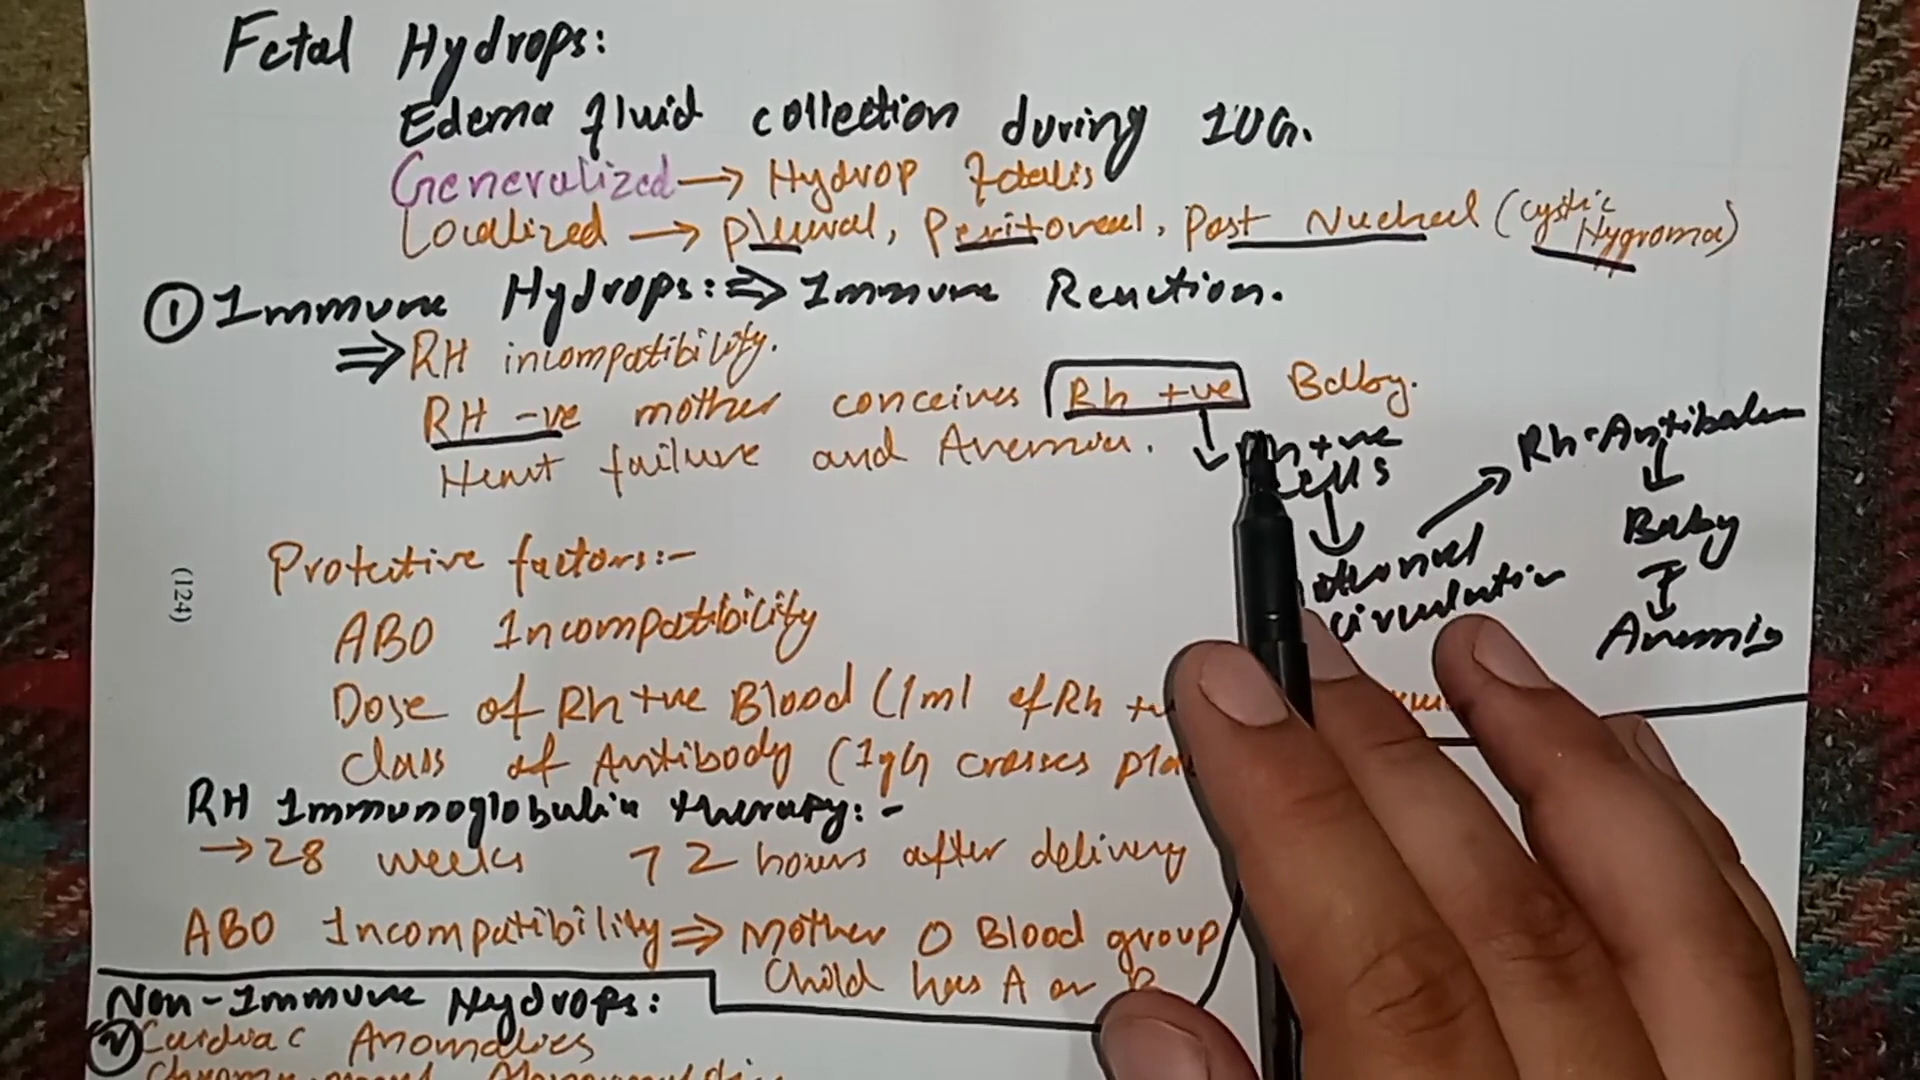 Fetal Hydrops:
Edema fluid collection during IUG.
Generalized → Hydrop fetalis
Localized → pleural, Peritoneal, Post Nucheal (cystic Hygroma)
① Immune Hydrops: ⇒ Immune Reaction.
⇒ RH incompatibility.
RH -ve mother conceives Rh +ve Baby.
Heart failure and Anemia.
+ve
cells
circulation
Rh-Antibodies
Baby
Anemia
(124)
Protective factors:-
ABO Incompatibility
Dose of Rh +ve Blood (1ml of Rh
Class of Antibody (IgG crosses
RH Immunoglobulin therapy:-
→ 28 weeks 72 hours after delivery
ABO Incompatibility ⇒ Mother O Blood group
Child has A or B
Non-Immune Hydrops:
Cardiac Anomalies